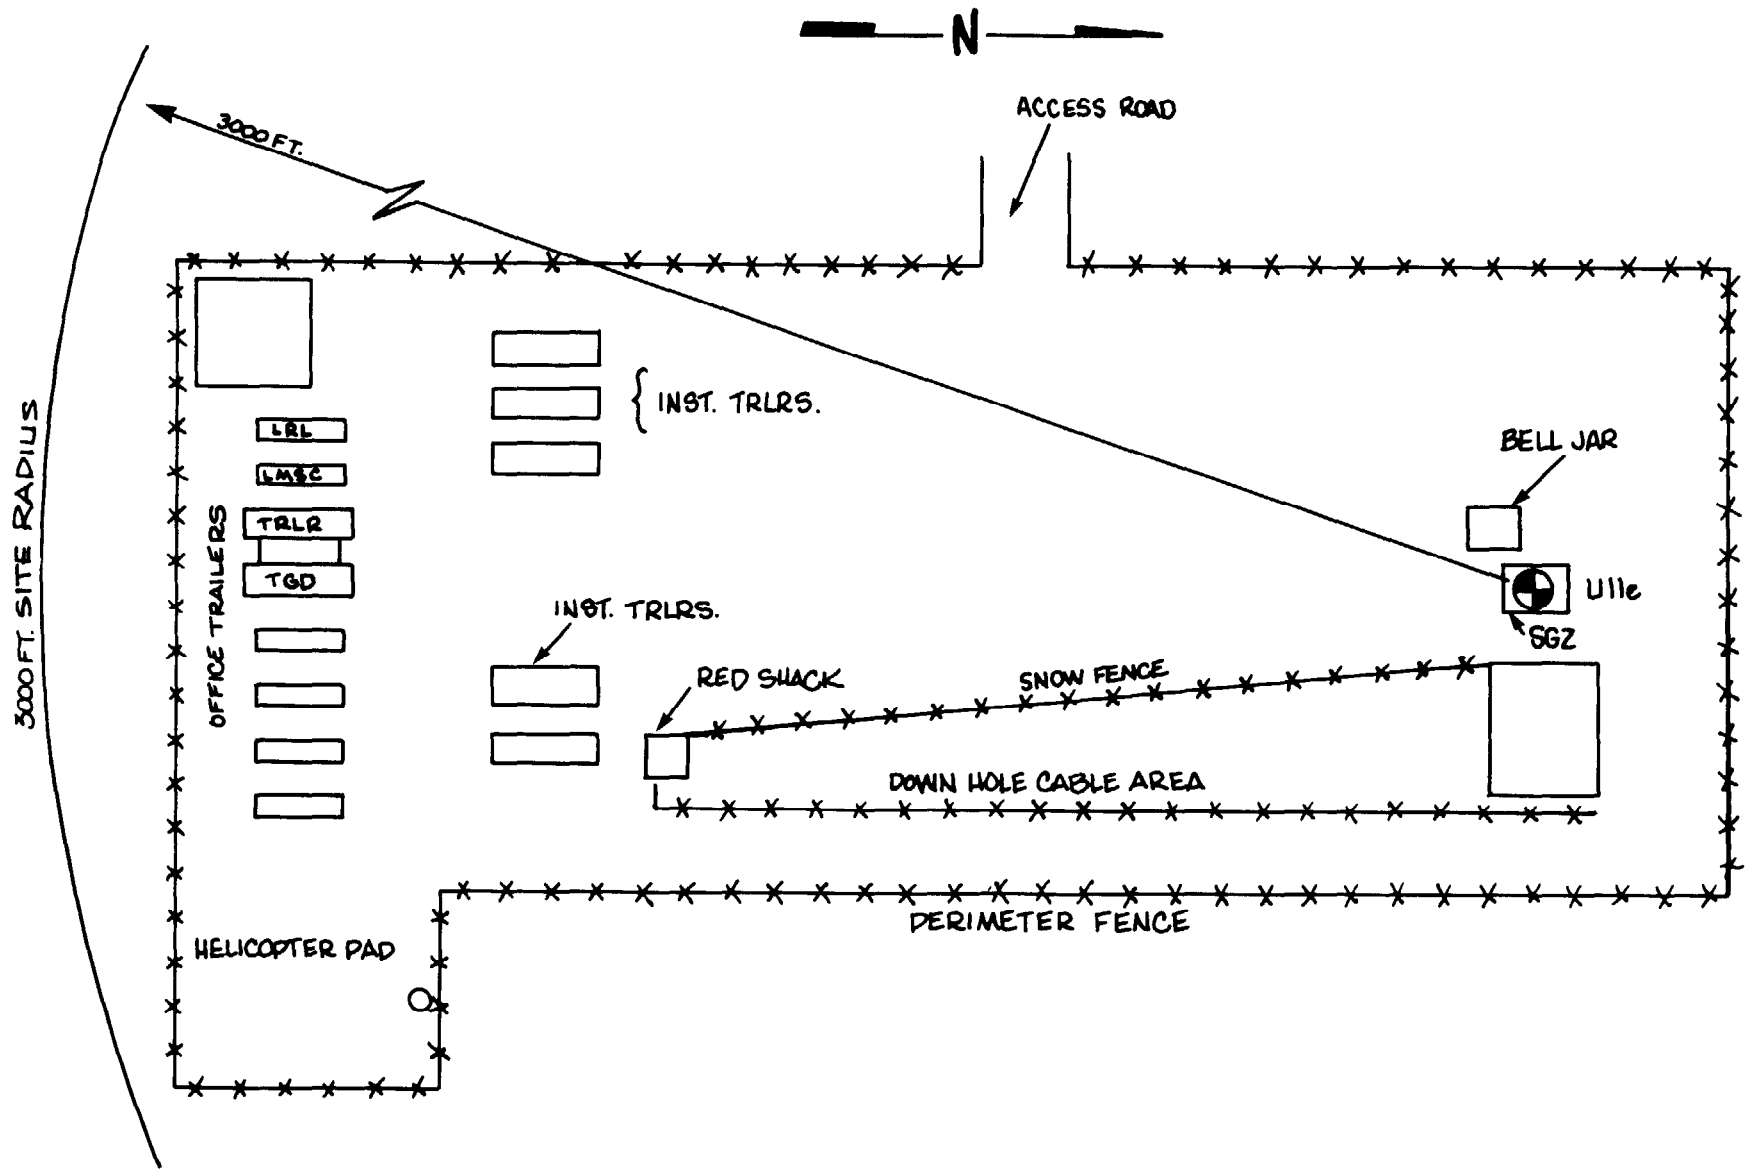 N
ACCESS ROAD
3000 FT.
3000 FT. SITE RADIUS
INST. TRLRS.
LRL
LMSC
BELL JAR
OFFICE TRAILERS
TRLR
TGD
U11e
INST. TRLRS.
SGZ
RED SHACK
SNOW FENCE
DOWN HOLE CABLE AREA
PERIMETER FENCE
HELICOPTER PAD